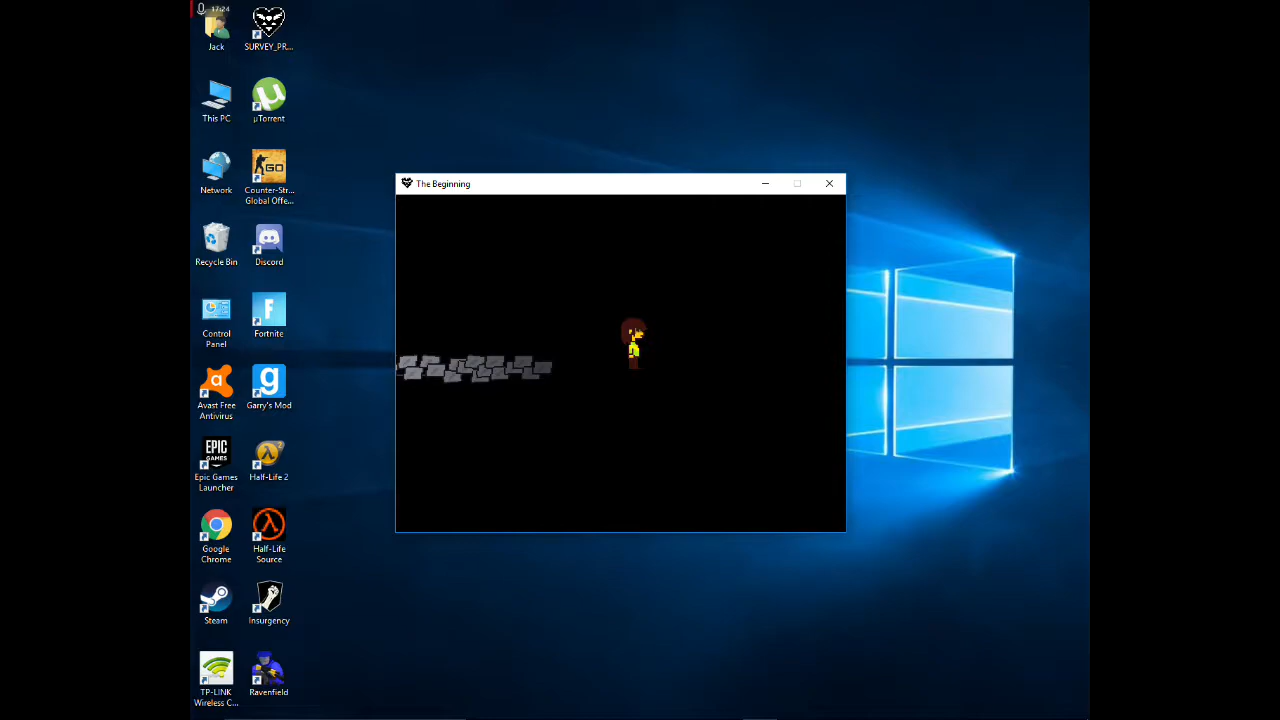 17:24
Jack
SURVEY_PR...
This PC
µTorrent
Network
Counter-Str...
Global Offe...
Recycle Bin
Discord
Control
Panel
Fortnite
Avast Free
Antivirus
Garry's Mod
EPIC
GAMES
Epic Games
Launcher
Half-Life 2
Google
Chrome
Half-Life
Source
Steam
Insurgency
TP-LINK
Wireless C...
Ravenfield
The Beginning
GO